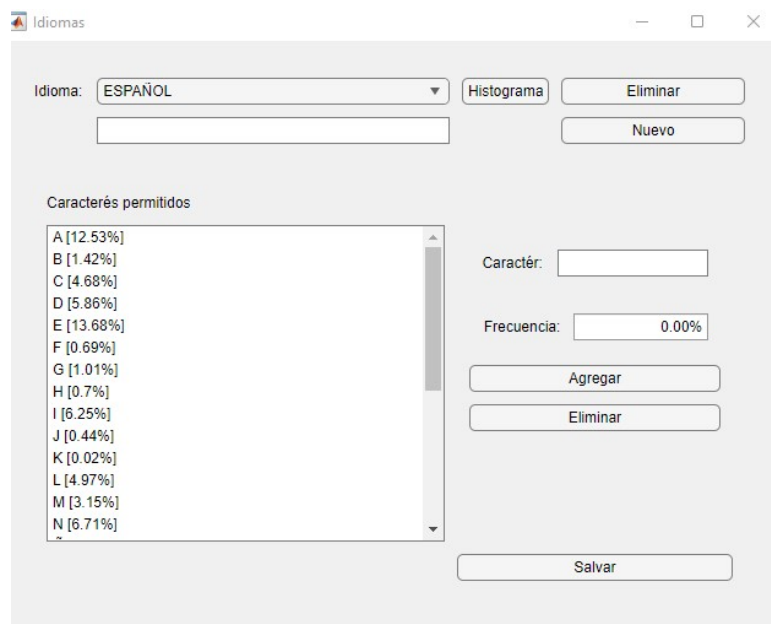 Idiomas
Idioma: ESPAÑOL Histograma Eliminar
Nuevo
Caracterés permitidos
A [12.53%]
B [1.42%]
C [4.68%]
D [5.86%]
E [13.68%]
F [0.69%]
G [1.01%]
H [0.7%]
I [6.25%]
J [0.44%]
K [0.02%]
L [4.97%]
M [3.15%]
N [6.71%]
Caractér:
Frecuencia: 0.00%
Agregar
Eliminar
Salvar